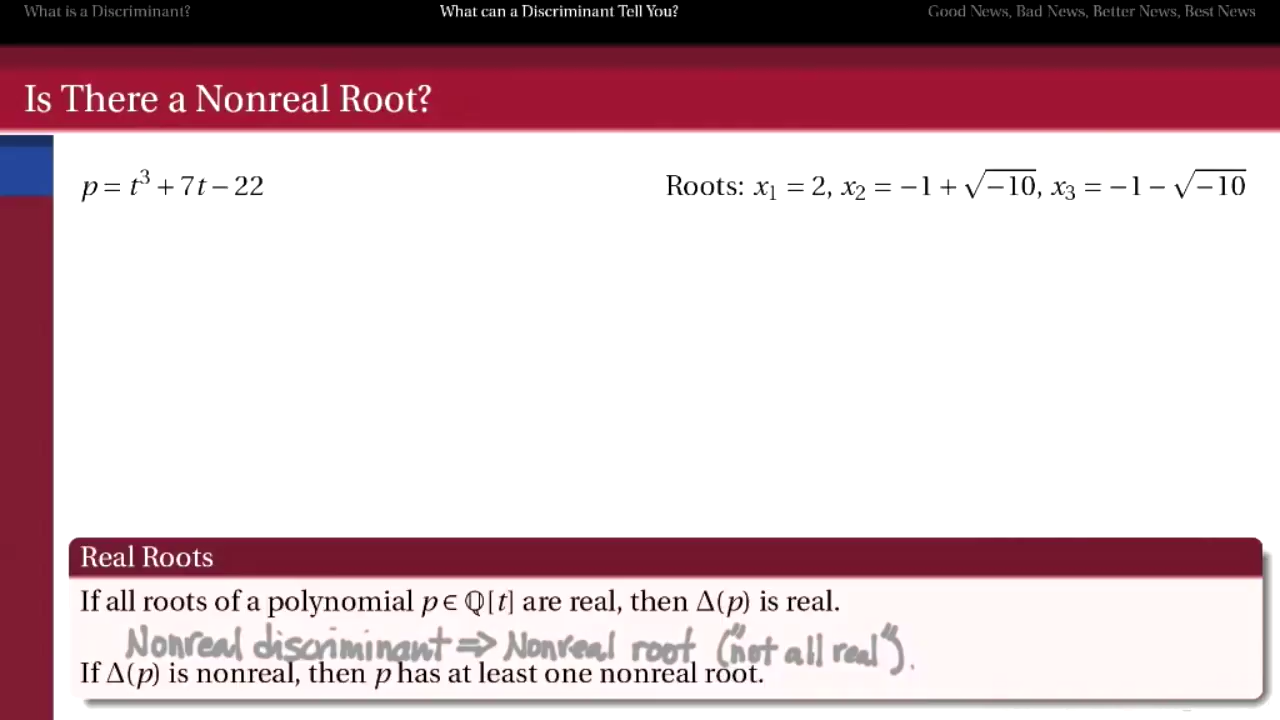 What is a Discriminant? What can a Discriminant Tell You? Good News, Bad News, Better News, Best News
Is There a Nonreal Root?
p = t³ + 7t − 22 Roots: x₁ = 2, x₂ = −1 + √−10, x₃ = −1 − √−10
Real Roots
If all roots of a polynomial p ∈ ℚ[t] are real, then Δ(p) is real.
Nonreal discriminant ⇒ Nonreal root ("not all real").
If Δ(p) is nonreal, then p has at least one nonreal root.